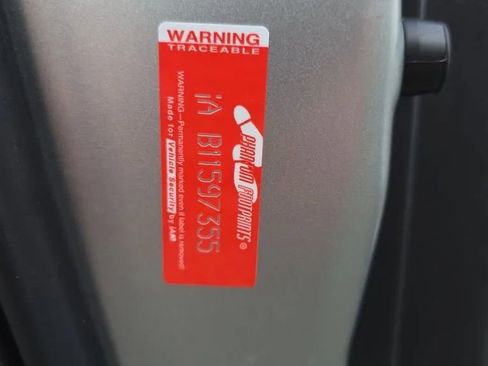 WARNING
TRACEABLE
WARNING—Permanently marked even if label is removed!
Made for Vehicle Security by iA®
iA B11597355
PHANTOM FOOTPRINTS®